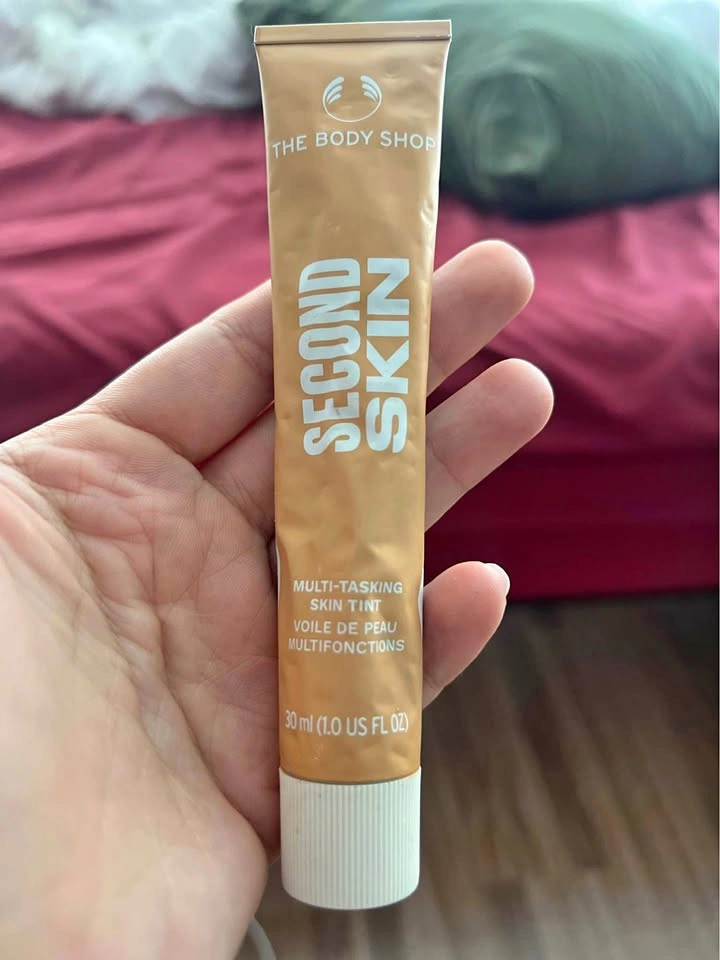 THE BODY SHOP
SECOND
SKIN
MULTI-TASKING
SKIN TINT
VOILE DE PEAU
MULTIFONCTIONS
30 ml (1.0 US FL OZ)